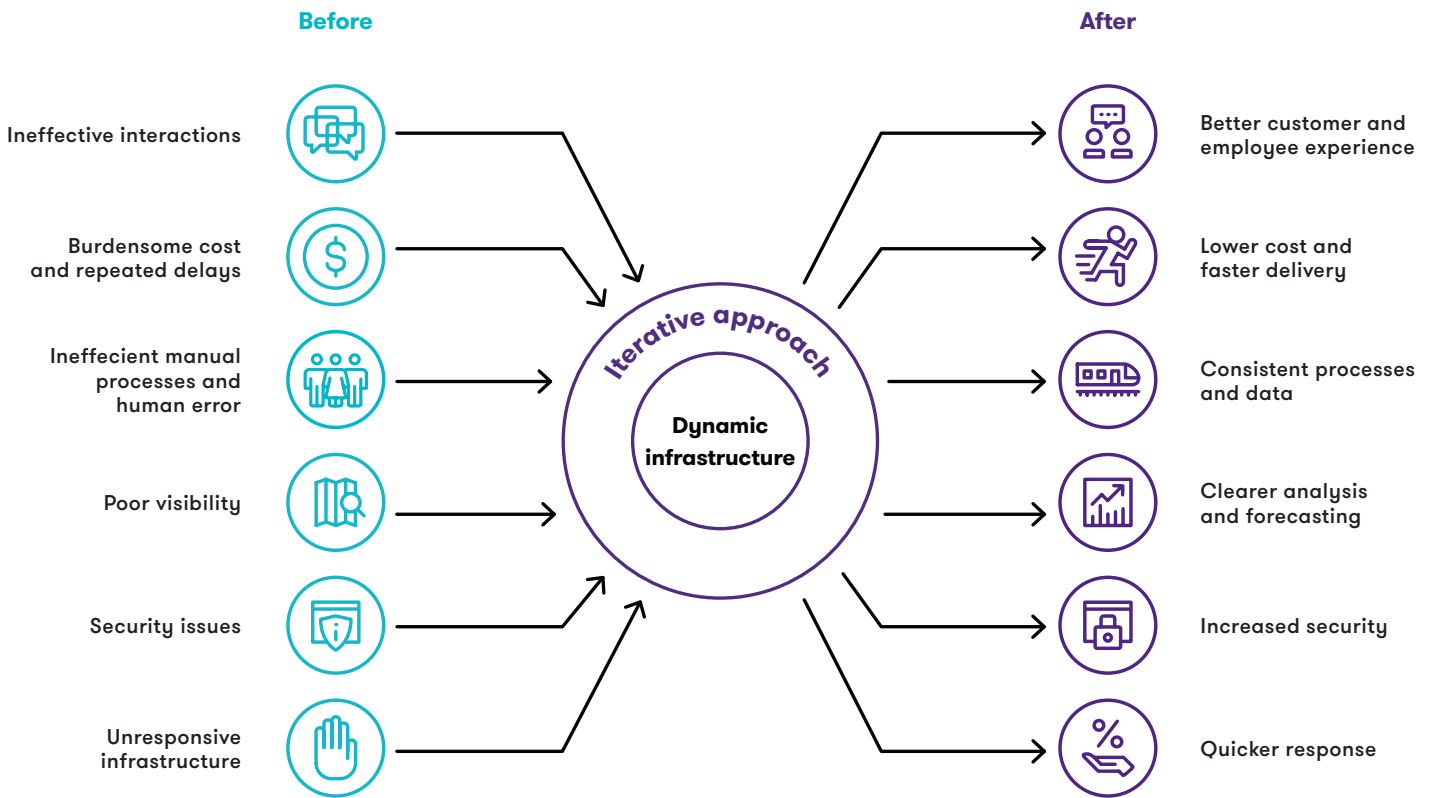 Before
After
Ineffective interactions
Burdensome cost
and repeated delays
Ineffecient manual
processes and
human error
Poor visibility
Security issues
Unresponsive
infrastructure
Iterative approach
Dynamic
infrastructure
Better customer and
employee experience
Lower cost and
faster delivery
Consistent processes
and data
Clearer analysis
and forecasting
Increased security
Quicker response